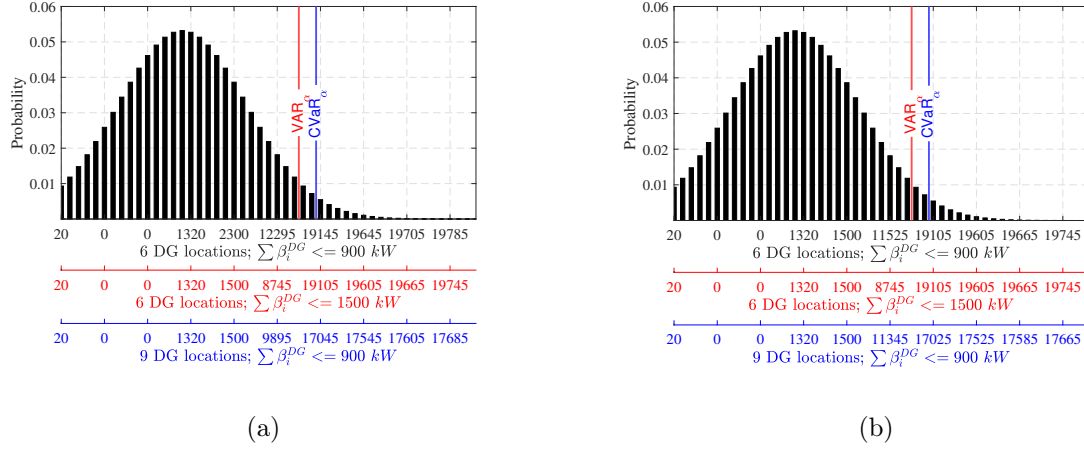 0.06
0.05
0.04
0.03
0.02
0.01
Probability
VAR_α
CVaR_α
20 0 0 1320 2300 12295 19145 19645 19705 19785
6 DG locations; ∑ β_i^{DG} <= 900 kW
20 0 0 1320 1500 8745 19105 19605 19665 19745
6 DG locations; ∑ β_i^{DG} <= 1500 kW
20 0 0 1320 1500 9895 17045 17545 17605 17685
9 DG locations; ∑ β_i^{DG} <= 900 kW
(a)
0.06
0.05
0.04
0.03
0.02
0.01
Probability
VAR_α
CVaR_α
20 0 0 1320 1500 11525 19105 19605 19665 19745
6 DG locations; ∑ β_i^{DG} <= 900 kW
20 0 0 1320 1500 8745 19105 19605 19665 19745
6 DG locations; ∑ β_i^{DG} <= 1500 kW
20 0 0 1320 1500 11345 17025 17525 17585 17665
9 DG locations; ∑ β_i^{DG} <= 900 kW
(b)